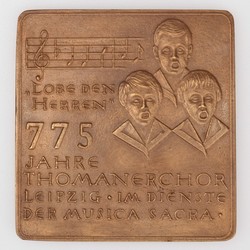 „LOBE DEN
HERREN"
775
JAHRE
THOMANERCHOR
LEIPZIG · IM DIENSTE
DER MUSICA SACRA ·